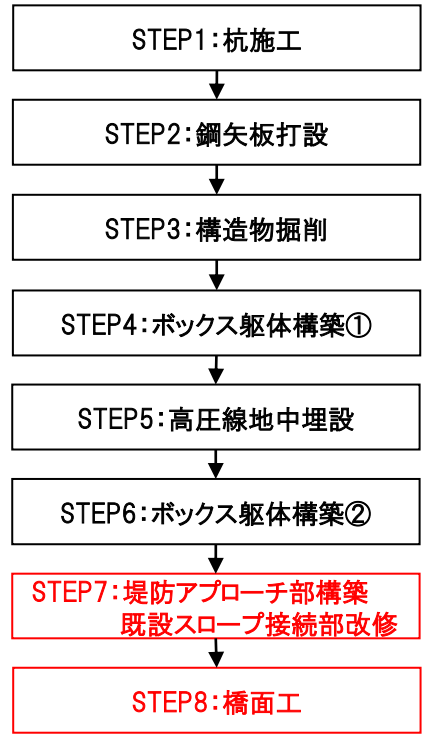 STEP1：杭施工
STEP2：鋼矢板打設
STEP3：構造物掘削
STEP4：ボックス躯体構築①
STEP5：高圧線地中埋設
STEP6：ボックス躯体構築②
STEP7：堤防アプローチ部構築
既設スロープ接続部改修
STEP8：橋面工